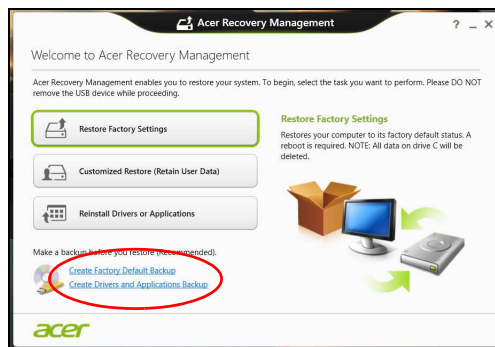 Acer Recovery Management
Welcome to Acer Recovery Management
Acer Recovery Management enables you to restore your system. To begin, select the task you want to perform. Please DO NOT
remove the USB device while proceeding.
Restore Factory Settings
Customized Restore (Retain User Data)
Reinstall Drivers or Applications
Restore Factory Settings
Restores your computer to its factory default status. A
reboot is required. NOTE: All data on drive C will be
deleted.
Make a backup before you restore (Recommended).
Create Factory Default Backup
Create Drivers and Applications Backup
acer